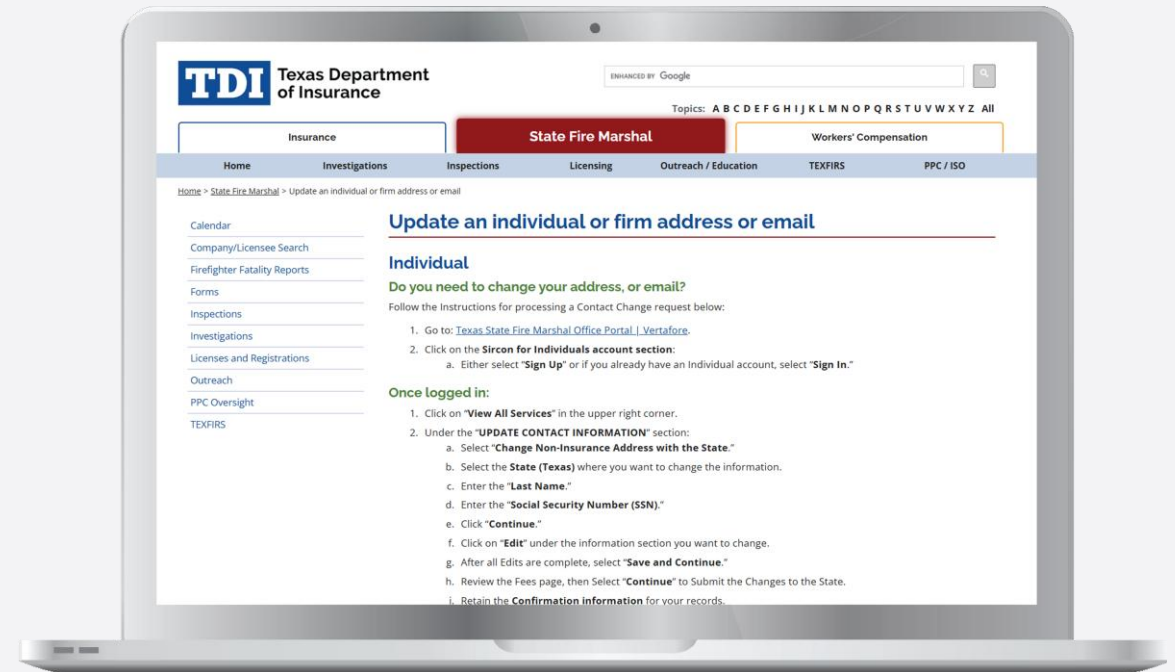 TDI Texas Department
of Insurance
ENHANCED BY Google
Topics: A B C D E F G H I J K L M N O P Q R S T U V W X Y Z All
Insurance State Fire Marshal Workers' Compensation
Home Investigations Inspections Licensing Outreach / Education TEXFIRS PPC / ISO
Home > State Fire Marshal > Update an individual or firm address or email
Calendar
Company/Licensee Search
Firefighter Fatality Reports
Forms
Inspections
Investigations
Licenses and Registrations
Outreach
PPC Oversight
TEXFIRS
Update an individual or firm address or email
Individual
Do you need to change your address, or email?
Follow the Instructions for processing a Contact Change request below:
1. Go to: Texas State Fire Marshal Office Portal | Vertafore.
2. Click on the Sircon for Individuals account section:
a. Either select "Sign Up" or if you already have an Individual account, select "Sign In."
Once logged in:
1. Click on "View All Services" in the upper right corner.
2. Under the "UPDATE CONTACT INFORMATION" section:
a. Select "Change Non-Insurance Address with the State."
b. Select the State (Texas) where you want to change the information.
c. Enter the "Last Name."
d. Enter the "Social Security Number (SSN)."
e. Click "Continue."
f. Click on "Edit" under the information section you want to change.
g. After all Edits are complete, select "Save and Continue."
h. Review the Fees page, then Select "Continue" to Submit the Changes to the State.
i. Retain the Confirmation information for your records.